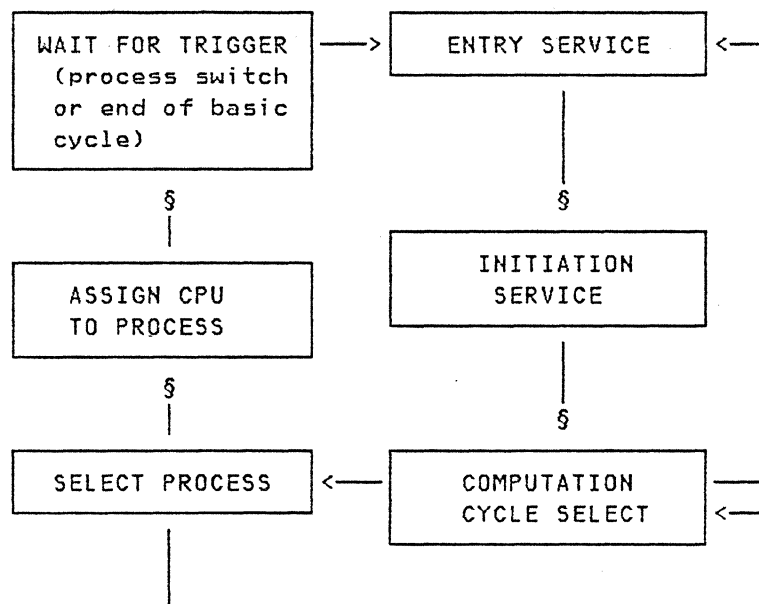 WAIT FOR TRIGGER
(process switch
or end of basic
cycle)
——>
ENTRY SERVICE
<——
§
§
ASSIGN CPU
TO PROCESS
INITIATION
SERVICE
§
§
SELECT PROCESS
<——
COMPUTATION
CYCLE SELECT
<—